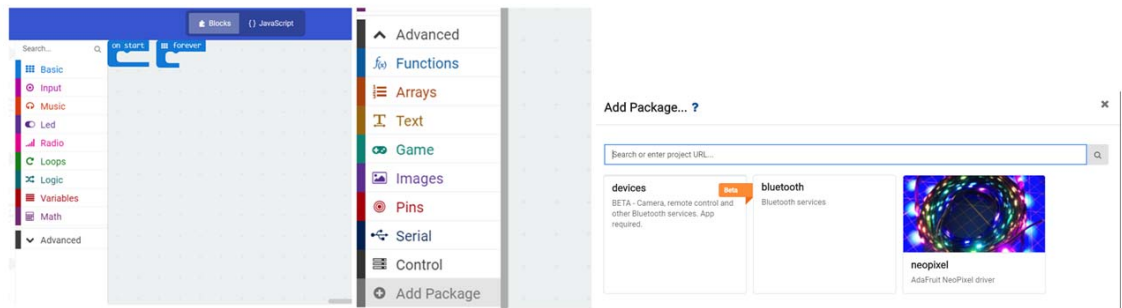 Blocks
{} JavaScript
Search...
on start
forever
Basic
Input
Music
Led
Radio
Loops
Logic
Variables
Math
Advanced
Advanced
f(x) Functions
Arrays
Text
Game
Images
Pins
Serial
Control
Add Package
Add Package... ?
Search or enter project URL...
devices
Beta
BETA - Camera, remote control and
other Bluetooth services. App
required.
bluetooth
Bluetooth services
neopixel
AdaFruit NeoPixel driver